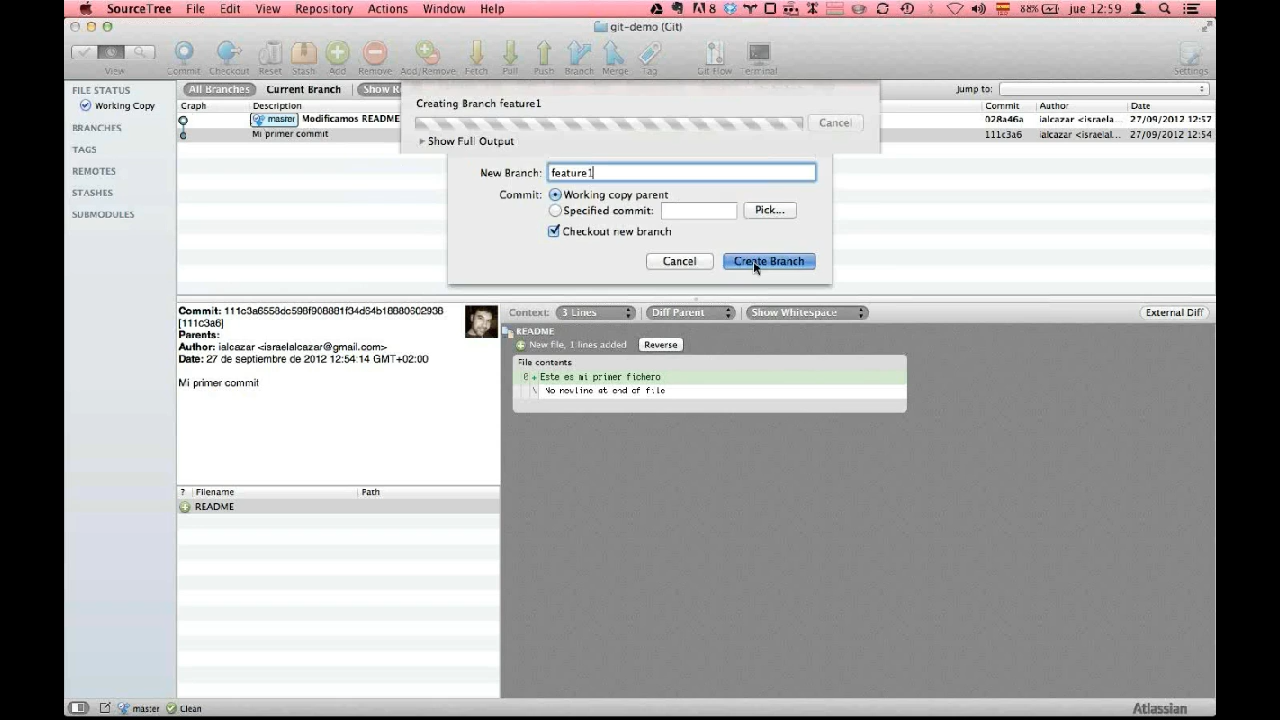 SourceTree File Edit View Repository Actions Window Help 8 88% jue 12:59
git-demo (Git)
View Commit Checkout Reset Stash Add Remove Add/Remove Fetch Pull Push Branch Merge Tag Git Flow Terminal Settings
FILE STATUS
Working Copy
BRANCHES
TAGS
REMOTES
STASHES
SUBMODULES
All Branches Current Branch Show Re Jump to:
Graph Description Commit Author Date
master Modificamos README 028a46a ialcazar <israelal... 27/09/2012 12:57
Mi primer commit 111c3a6 ialcazar <israelal... 27/09/2012 12:54
Creating Branch feature1
Cancel
Show Full Output
New Branch: feature1
Commit: Working copy parent
Specified commit: Pick...
Checkout new branch
Cancel Create Branch
Commit:
[111c3a6]
Parents:
Author: ialcazar <israelalcazar@gmail.com>
Date: 27 de septiembre de 2012 12:54:14 GMT+02:00
Mi primer commit
? Filename Path
README
Context: 3 Lines Diff Parent Show Whitespace External Diff
README
New file, 1 lines added Reverse
File contents
0 + Este es mi primer fichero
\ No newline at end of file
master Clean Atlassian